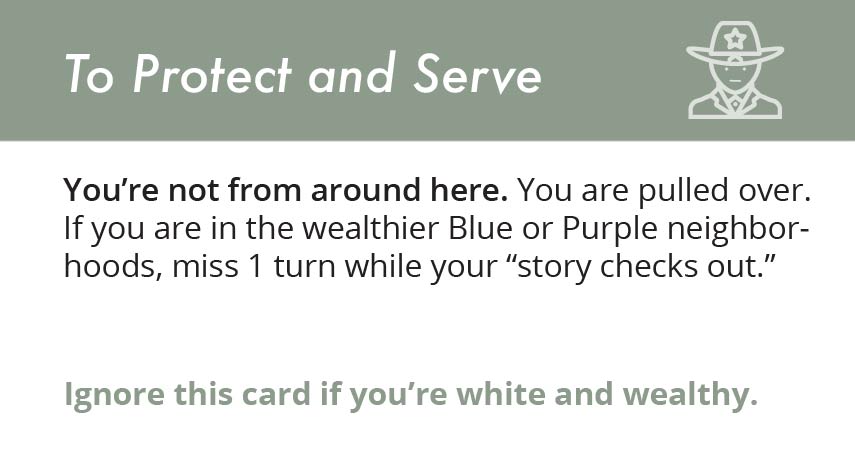 To Protect and Serve
You’re not from around here. You are pulled over.
If you are in the wealthier Blue or Purple neighbor-
hoods, miss 1 turn while your “story checks out.”
Ignore this card if you’re white and wealthy.